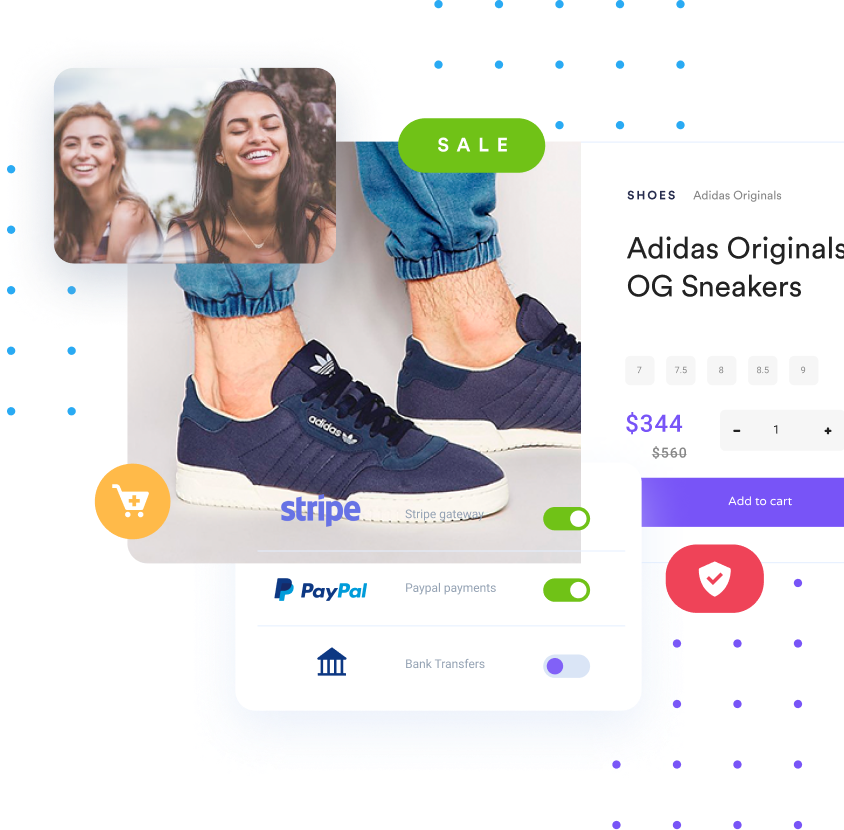 SALE
SHOES Adidas Originals
Adidas Originals
OG Sneakers
7 7.5 8 8.5 9
$344
- 1 +
$560
adidas
Add to cart
stripe Stripe gateway
PayPal Paypal payments
Bank Transfers